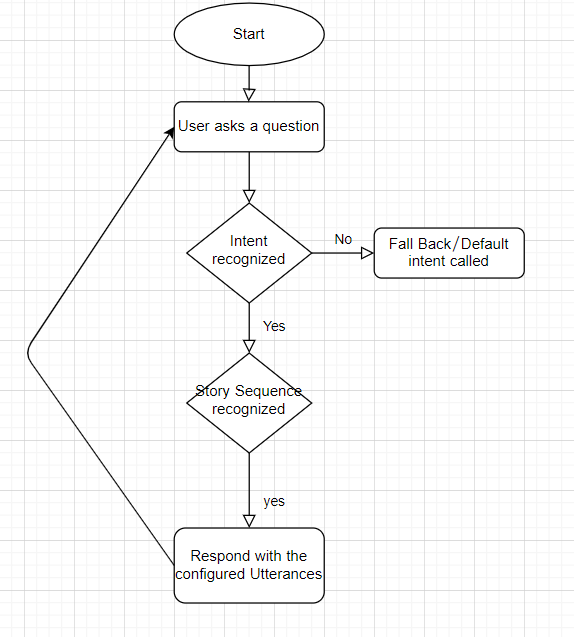 Start
User asks a question
Intent
recognized
No
Fall Back/Default
intent called
Yes
Story Sequence
recognized
yes
Respond with the
configured Utterances